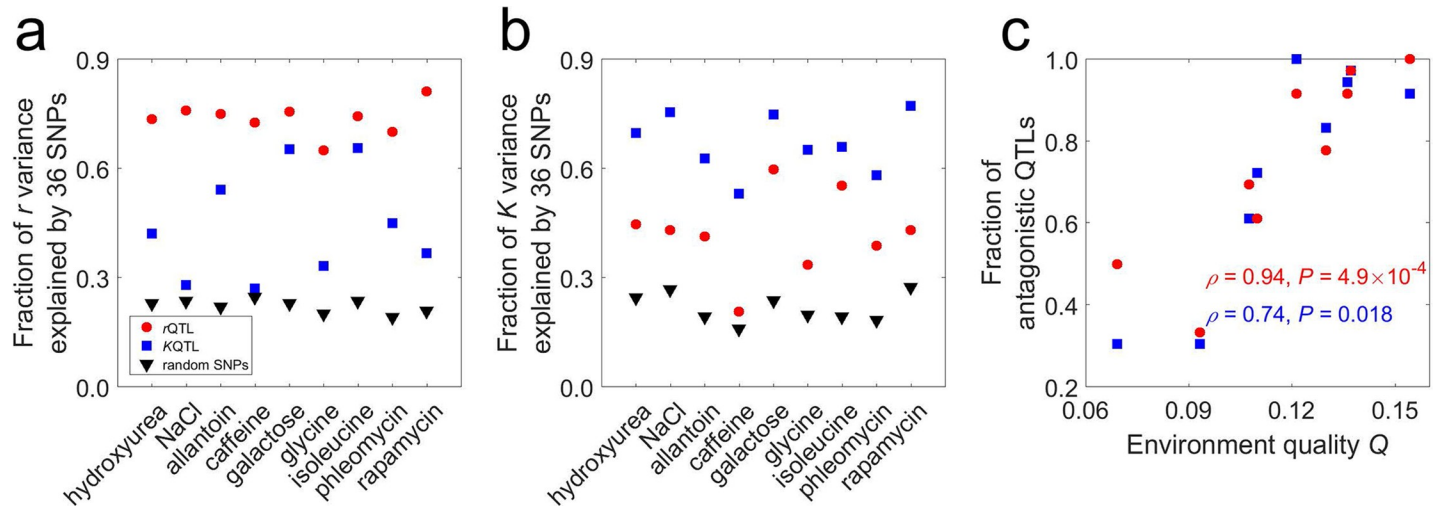 a
Fraction of r variance
explained by 36 SNPs
0.9
0.6
0.3
0.0
rQTL
KQTL
random SNPs
hydroxyurea
NaCl
allantoin
caffeine
galactose
glycine
isoleucine
phleomycin
rapamycin
b
Fraction of K variance
explained by 36 SNPs
0.9
0.6
0.3
0.0
hydroxyurea
NaCl
allantoin
caffeine
galactose
glycine
isoleucine
phleomycin
rapamycin
c
Fraction of
antagonistic QTLs
1.0
0.8
0.6
0.4
0.2
ρ = 0.94, P = 4.9×10⁻⁴
ρ = 0.74, P = 0.018
0.06
0.09
0.12
0.15
Environment quality Q